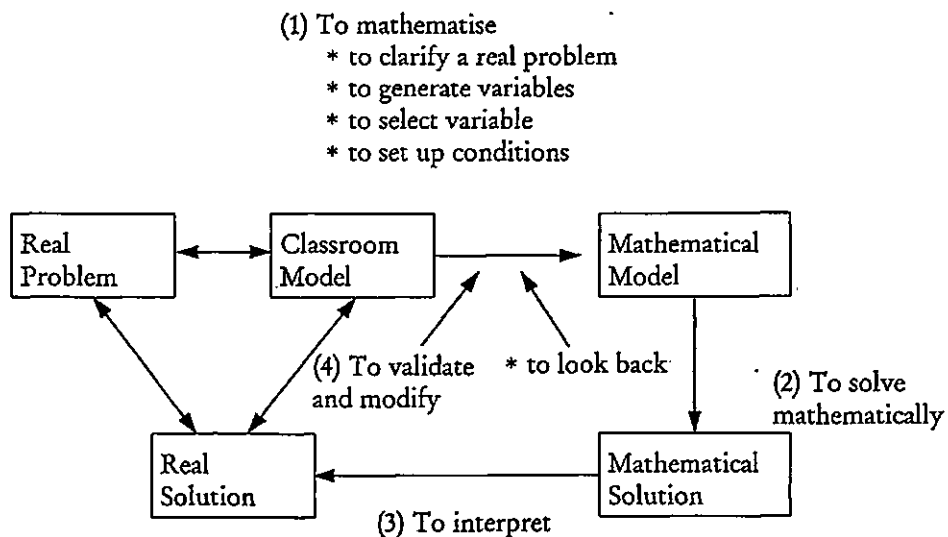 (1) To mathematise
* to clarify a real problem
* to generate variables
* to select variable
* to set up conditions
Real
Problem
Classroom
Model
Mathematical
Model
(4) To validate
and modify
* to look back
(2) To solve
mathematically
Real
Solution
Mathematical
Solution
(3) To interpret